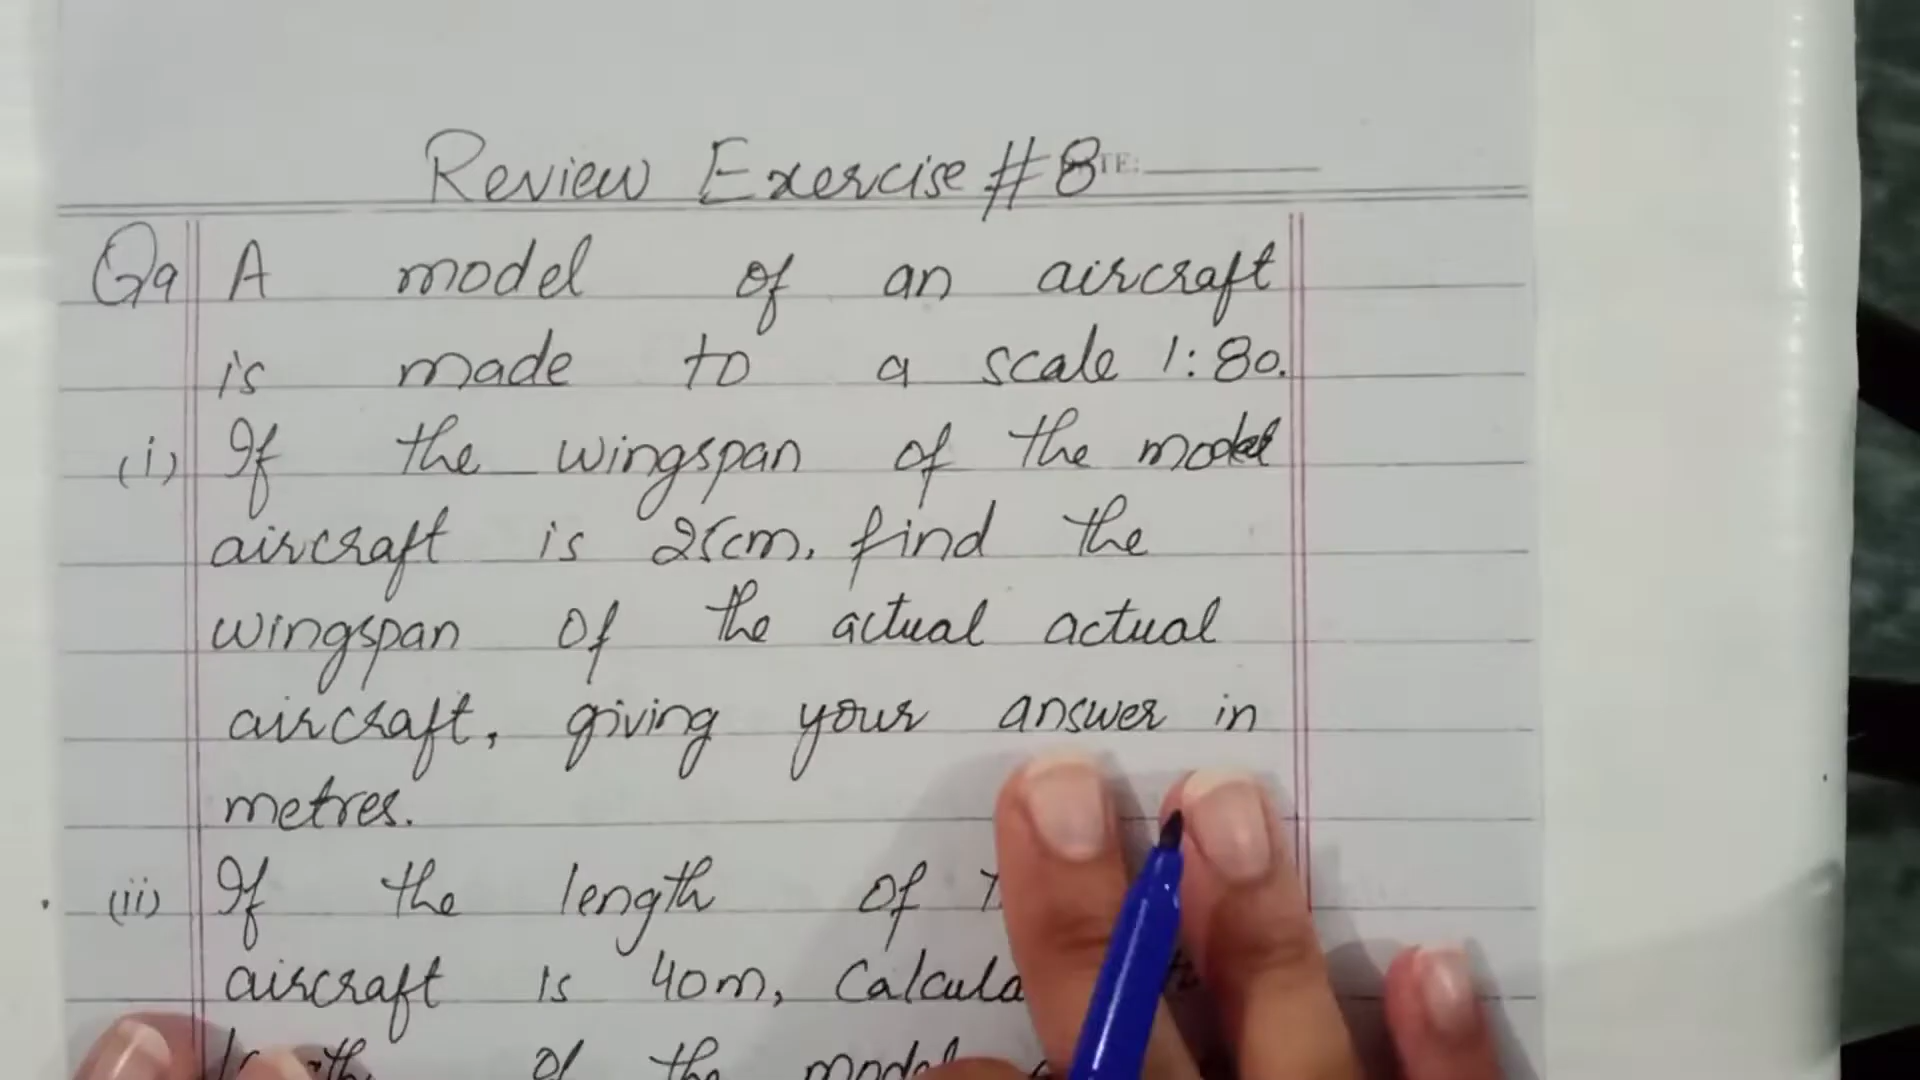 Review Exercise #8 TE:
Q9 A model of an aircraft
is made to a scale 1:80.
(i) If the wingspan of the model
aircraft is 25cm, find the
wingspan of the actual actual
aircraft, giving your answer in
metres.
(ii) If the length of
aircraft is 40m, Calcula
of the model